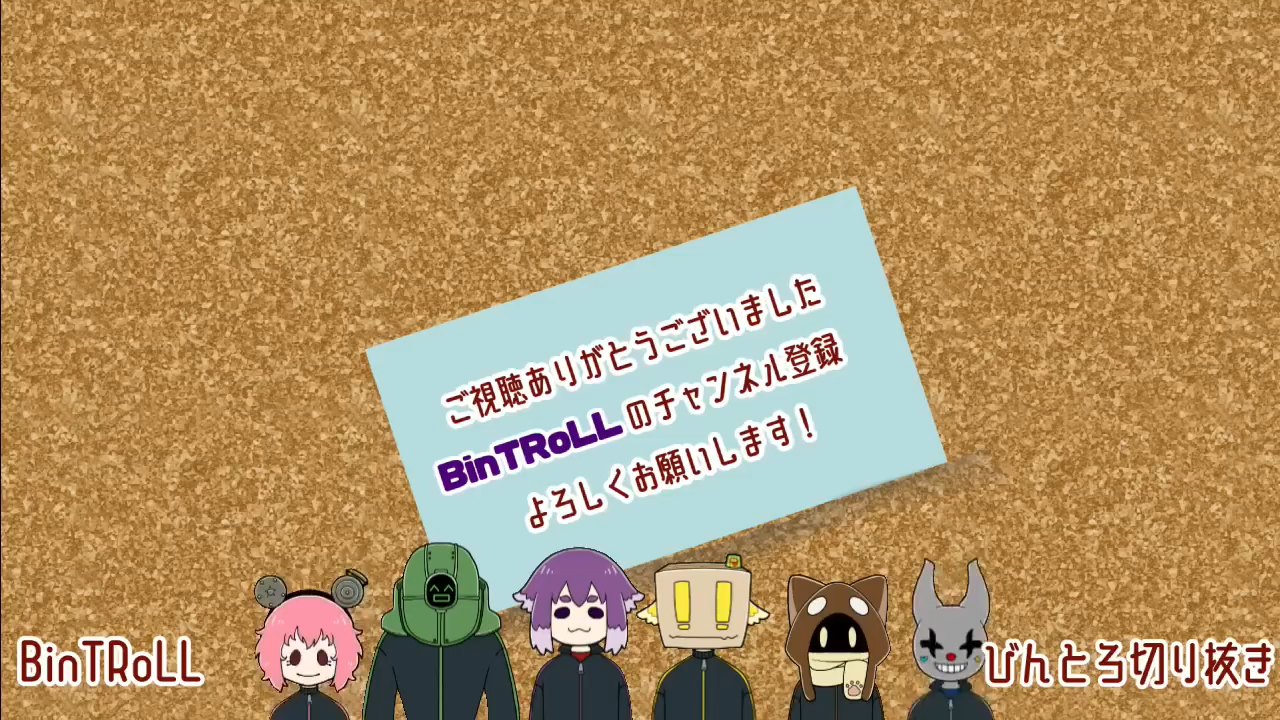 ご視聴ありがとうございました
BinTRoLLのチャンネル登録
よろしくお願いします！
BinTRoLL
びんとろ切り抜き